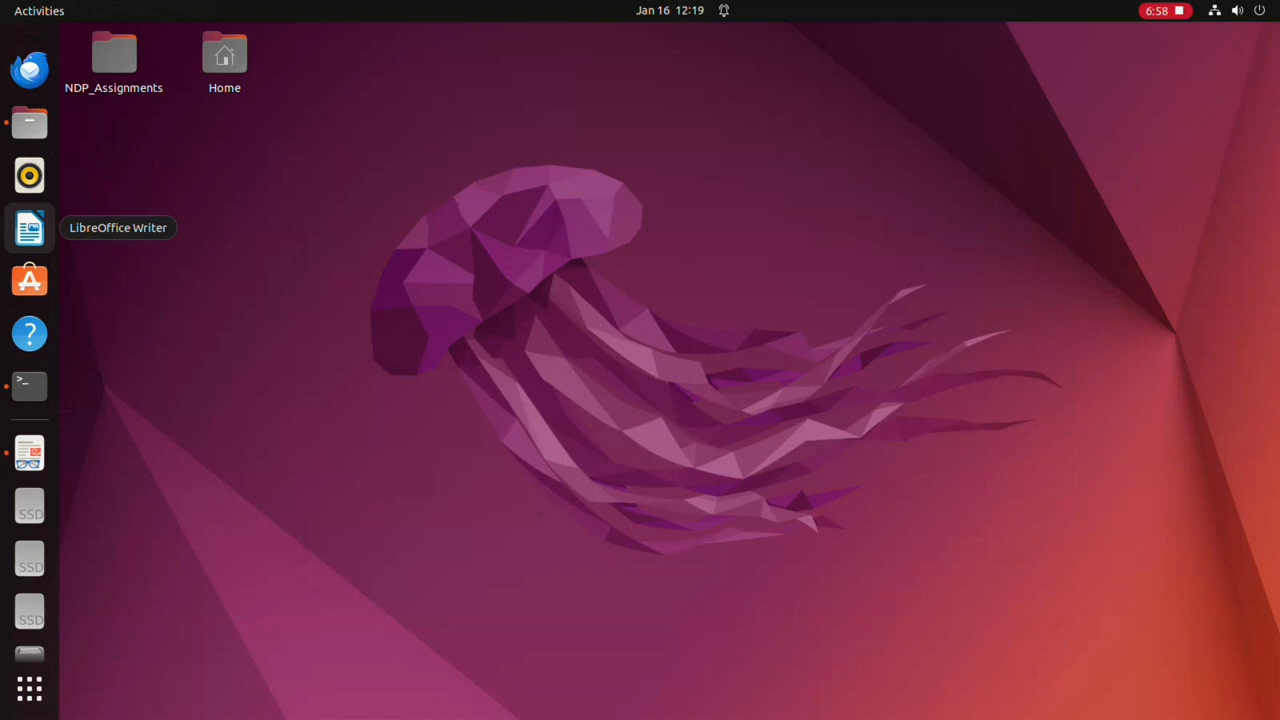 Activities
Jan 16 12:19
6:58
NDP_Assignments
Home
LibreOffice Writer
?
>_
SSD
SSD
SSD